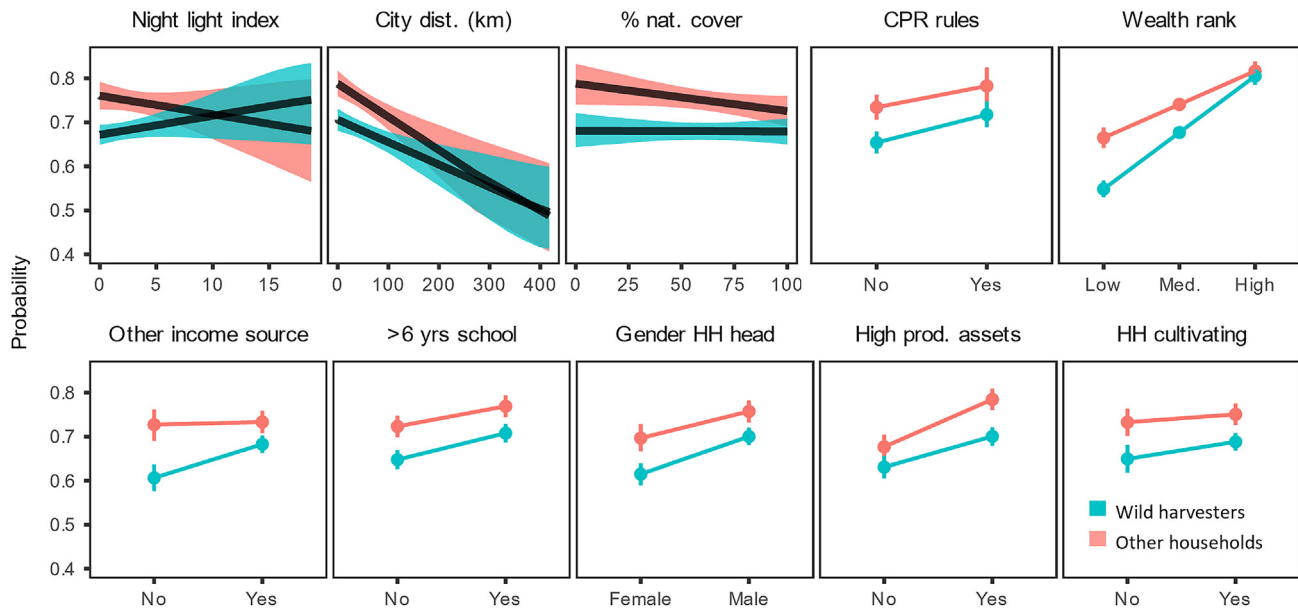 Night light index City dist. (km) % nat. cover CPR rules Wealth rank
0.8
0.7
0.6
0.5
0.4
0 5 10 15 0 100 200 300 400 0 25 50 75 100 No Yes Low Med. High
Probability
Other income source >6 yrs school Gender HH head High prod. assets HH cultivating
0.8
0.7
0.6
0.5
0.4
Wild harvesters
Other households
No Yes No Yes Female Male No Yes No Yes